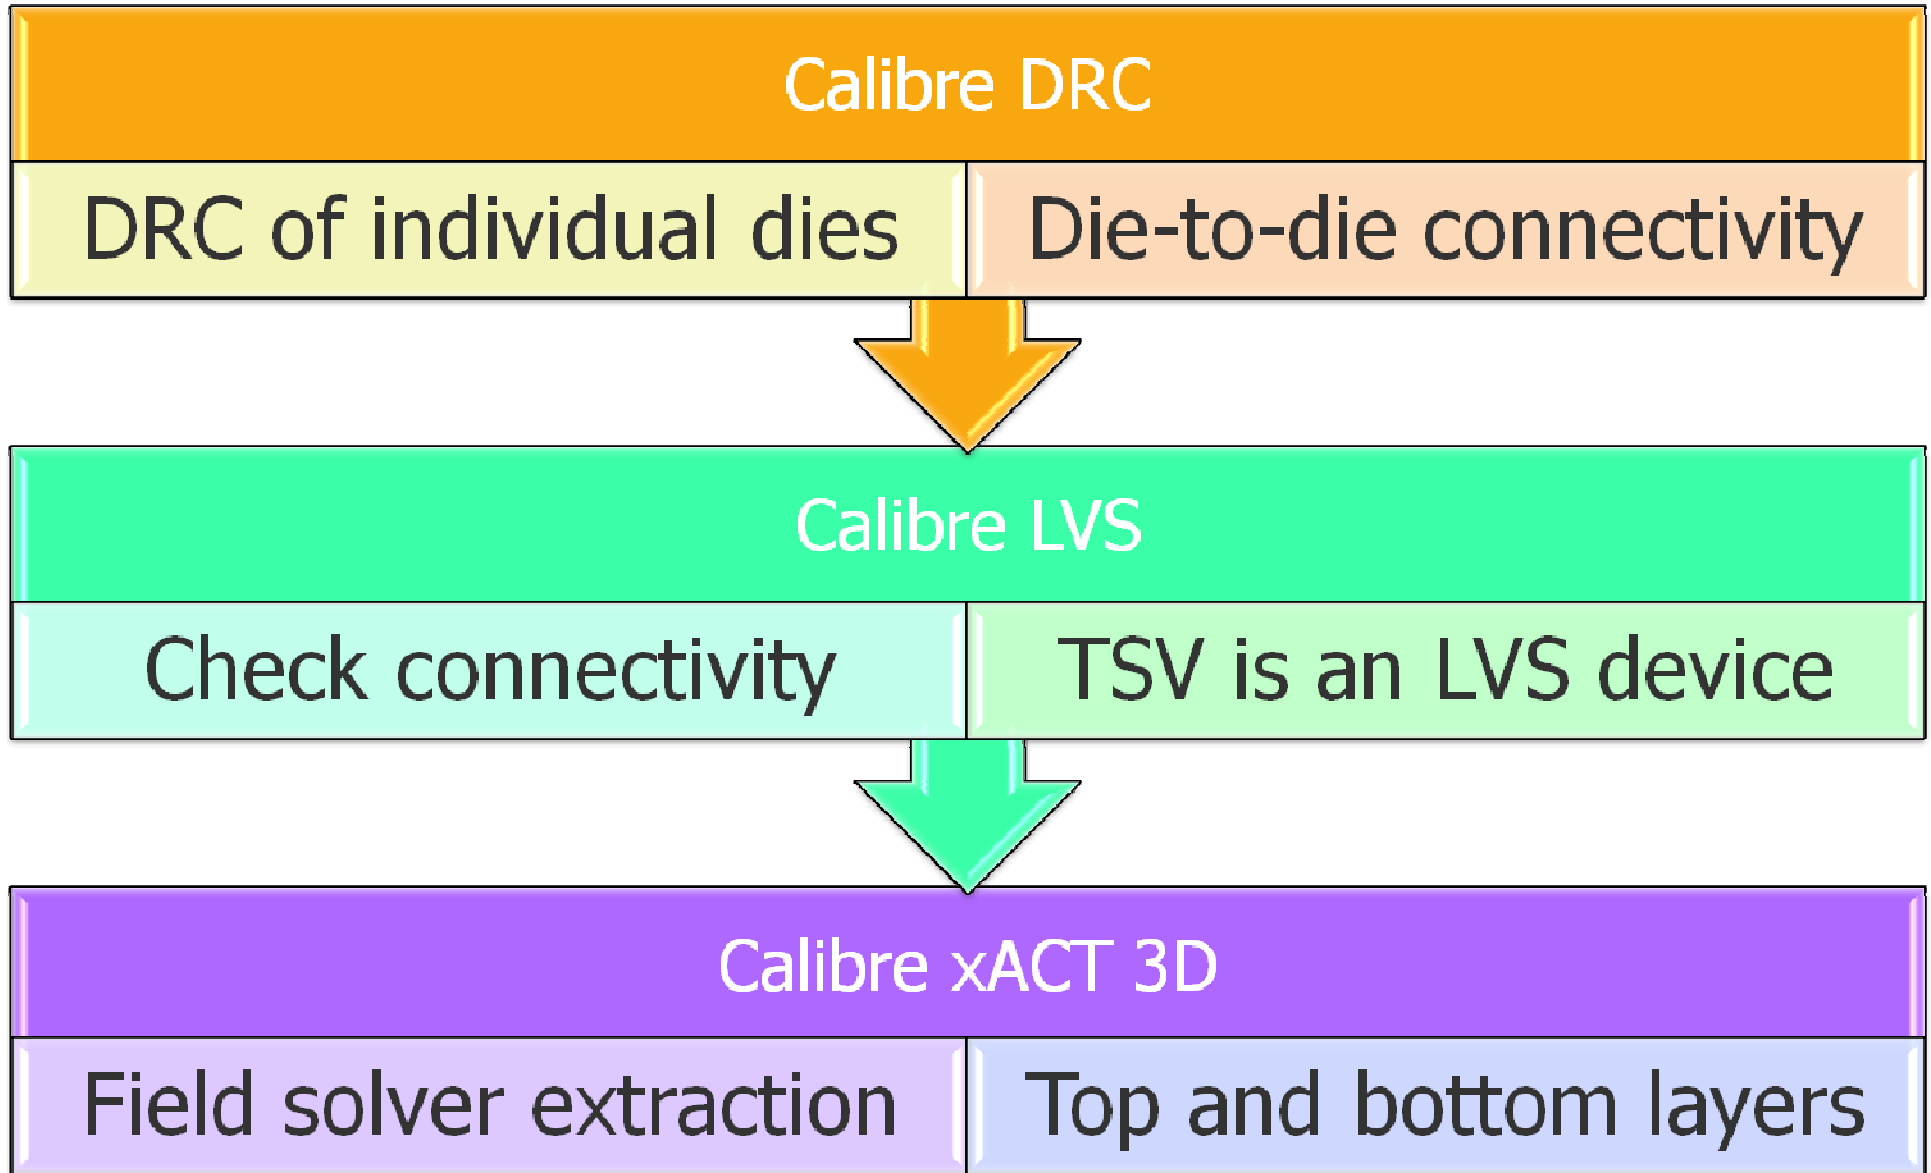 Calibre DRC
DRC of individual dies
Die-to-die connectivity
Calibre LVS
Check connectivity
TSV is an LVS device
Calibre xACT 3D
Field solver extraction
Top and bottom layers